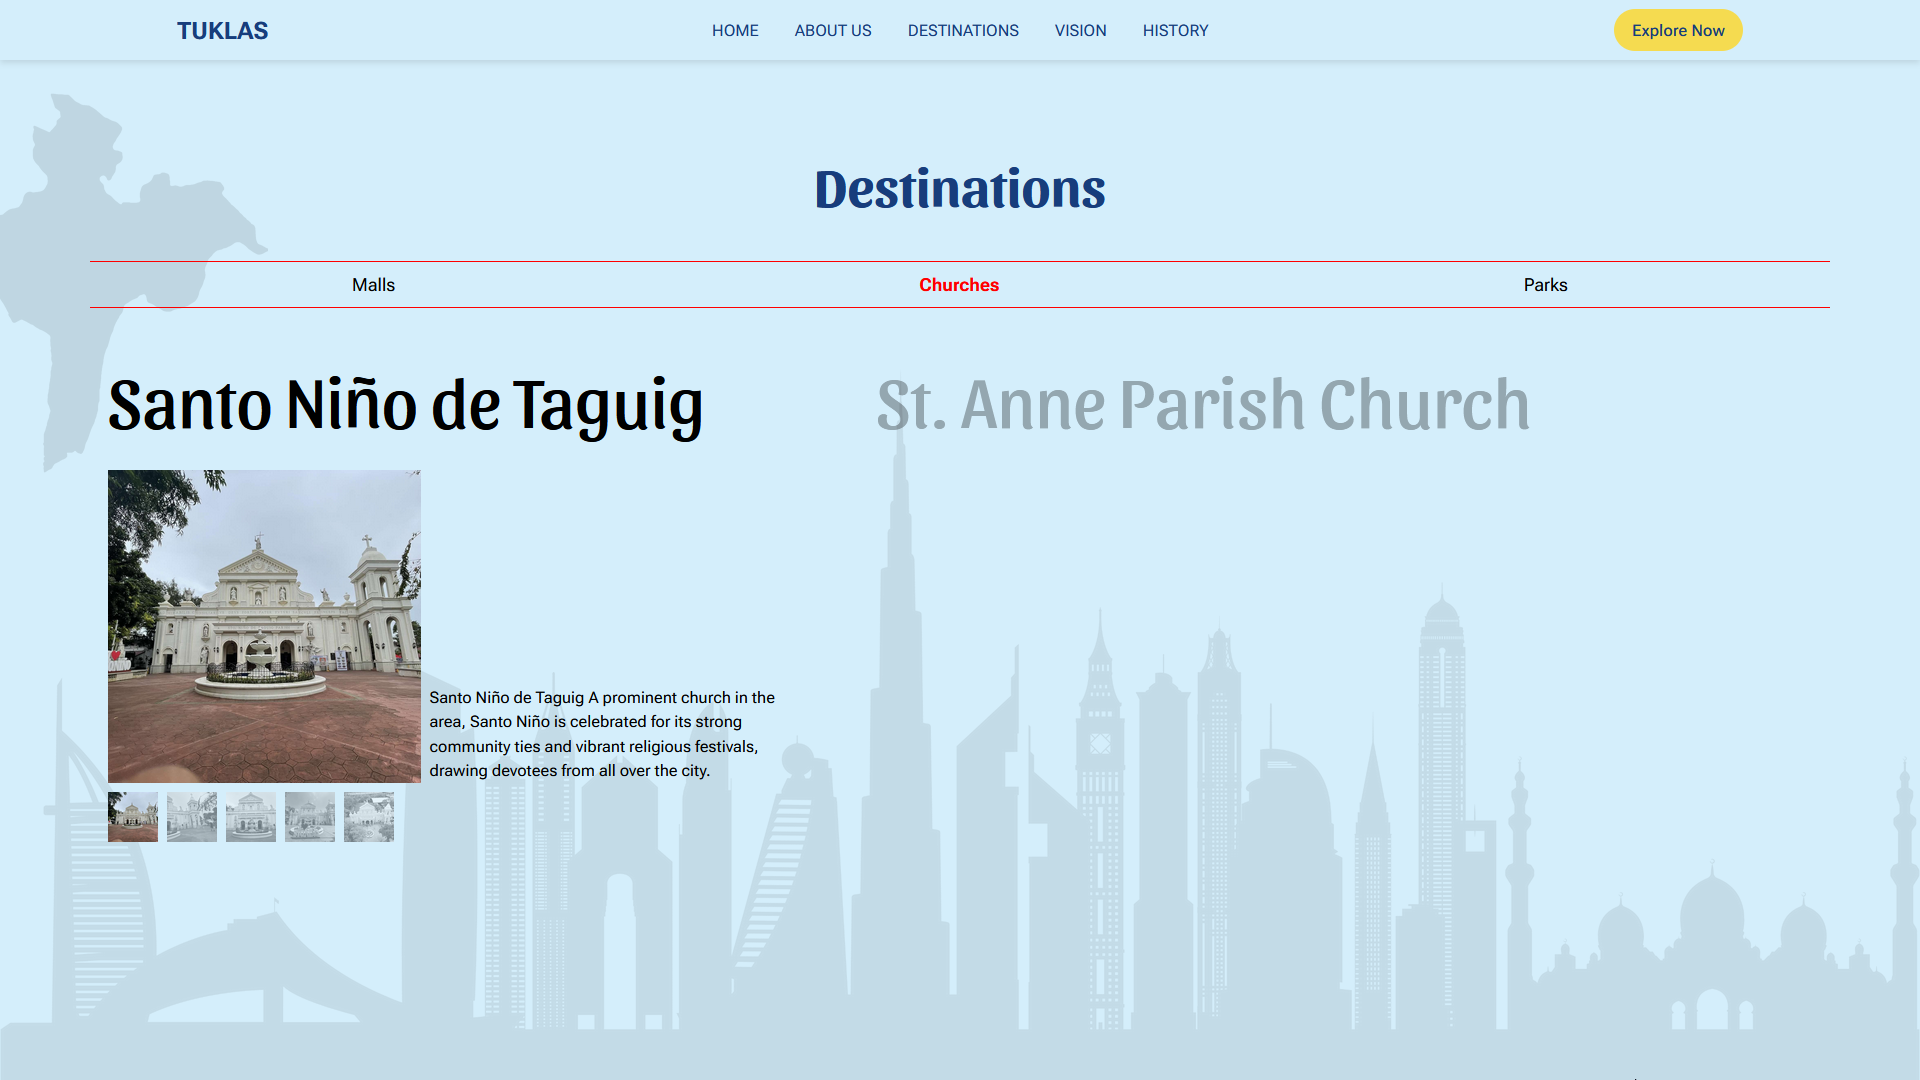 TUKLAS
HOME ABOUT US DESTINATIONS VISION HISTORY
Explore Now
Destinations
Malls Churches Parks
Santo Niño de Taguig
St. Anne Parish Church
Santo Niño de Taguig A prominent church in the
area, Santo Niño is celebrated for its strong
community ties and vibrant religious festivals,
drawing devotees from all over the city.